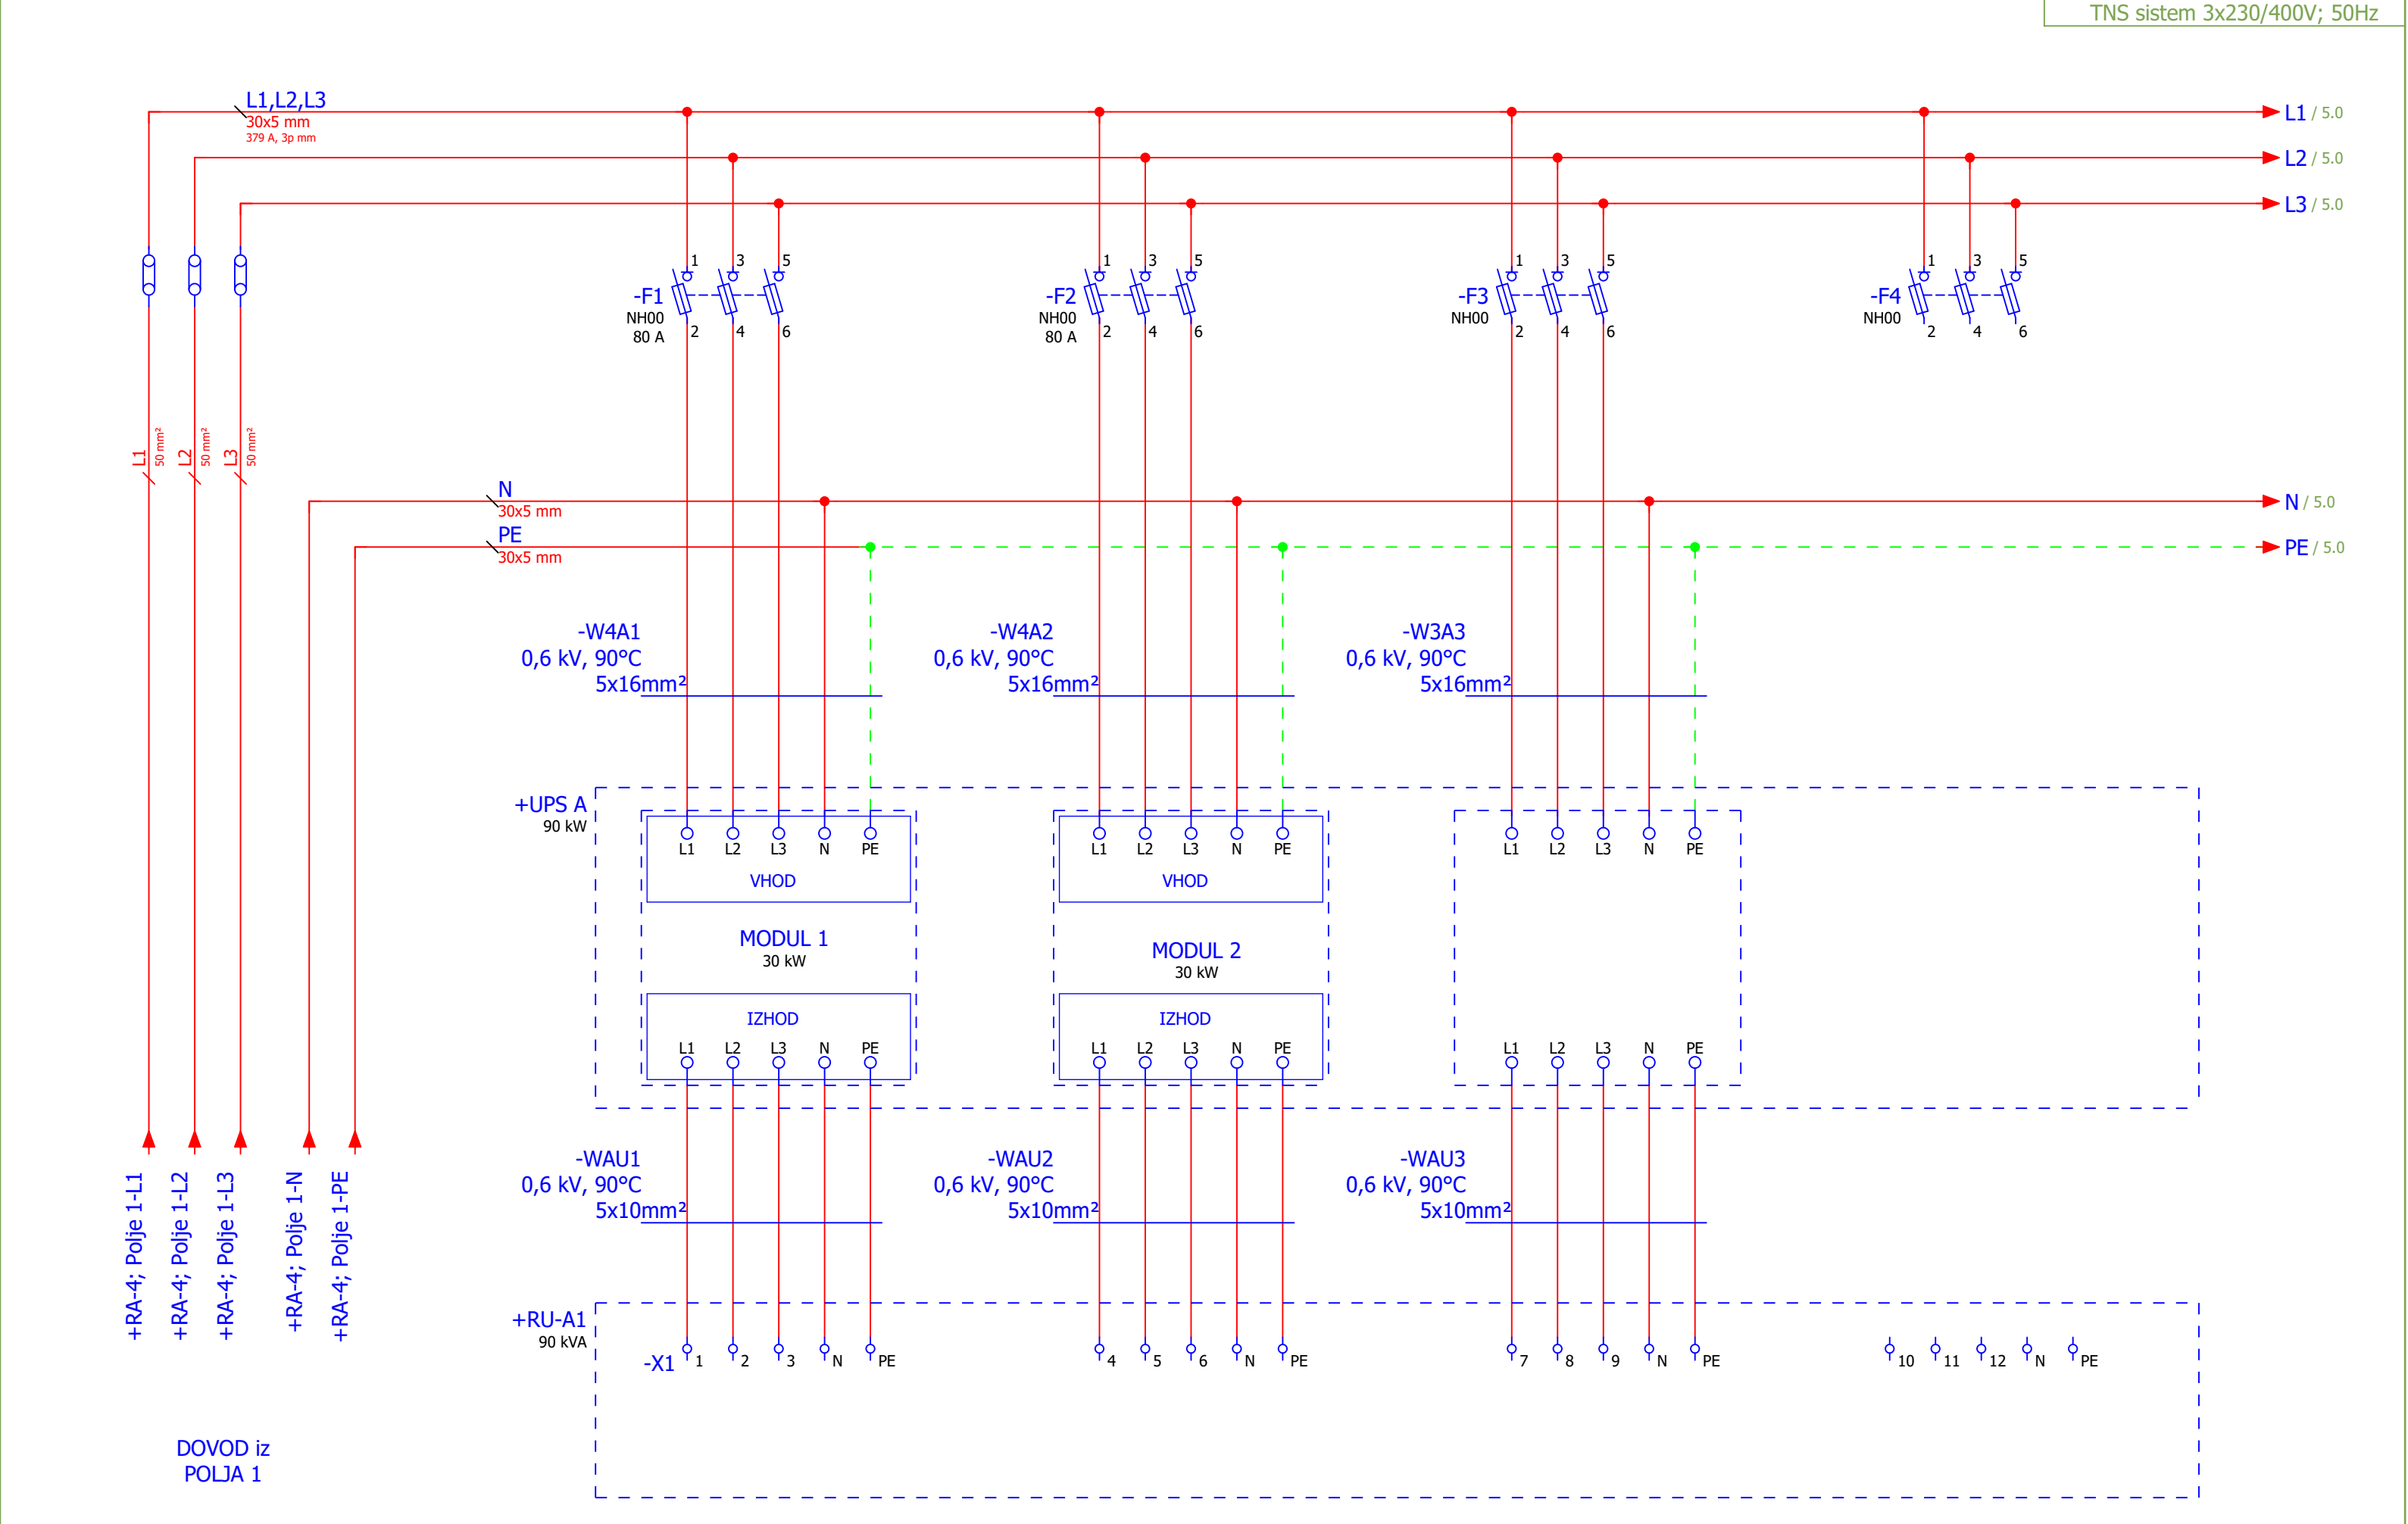 TNS sistem 3x230/400V; 50Hz
L1,L2,L3
30x5 mm
379 A, 3p mm
L1 / 5.0
L2 / 5.0
L3 / 5.0
1 3 5
-F1
NH00
80 A
2 4 6
1 3 5
-F2
NH00
80 A
2 4 6
1 3 5
-F3
NH00
2 4 6
1 3 5
-F4
NH00
2 4 6
L1
50 mm²
L2
50 mm²
L3
50 mm²
N
30x5 mm
N / 5.0
PE
30x5 mm
PE / 5.0
-W4A1
0,6 kV, 90°C
5x16mm²
-W4A2
0,6 kV, 90°C
5x16mm²
-W3A3
0,6 kV, 90°C
5x16mm²
+UPS A
90 kW
L1 L2 L3 N PE
VHOD
MODUL 1
30 kW
IZHOD
L1 L2 L3 N PE
L1 L2 L3 N PE
VHOD
MODUL 2
30 kW
IZHOD
L1 L2 L3 N PE
L1 L2 L3 N PE
L1 L2 L3 N PE
-WAU1
0,6 kV, 90°C
5x10mm²
-WAU2
0,6 kV, 90°C
5x10mm²
-WAU3
0,6 kV, 90°C
5x10mm²
+RA-4; Polje 1-L1
+RA-4; Polje 1-L2
+RA-4; Polje 1-L3
+RA-4; Polje 1-N
+RA-4; Polje 1-PE
+RU-A1
90 kVA
-X1 1 2 3 N PE
4 5 6 N PE
7 8 9 N PE
10 11 12 N PE
DOVOD iz
POLJA 1